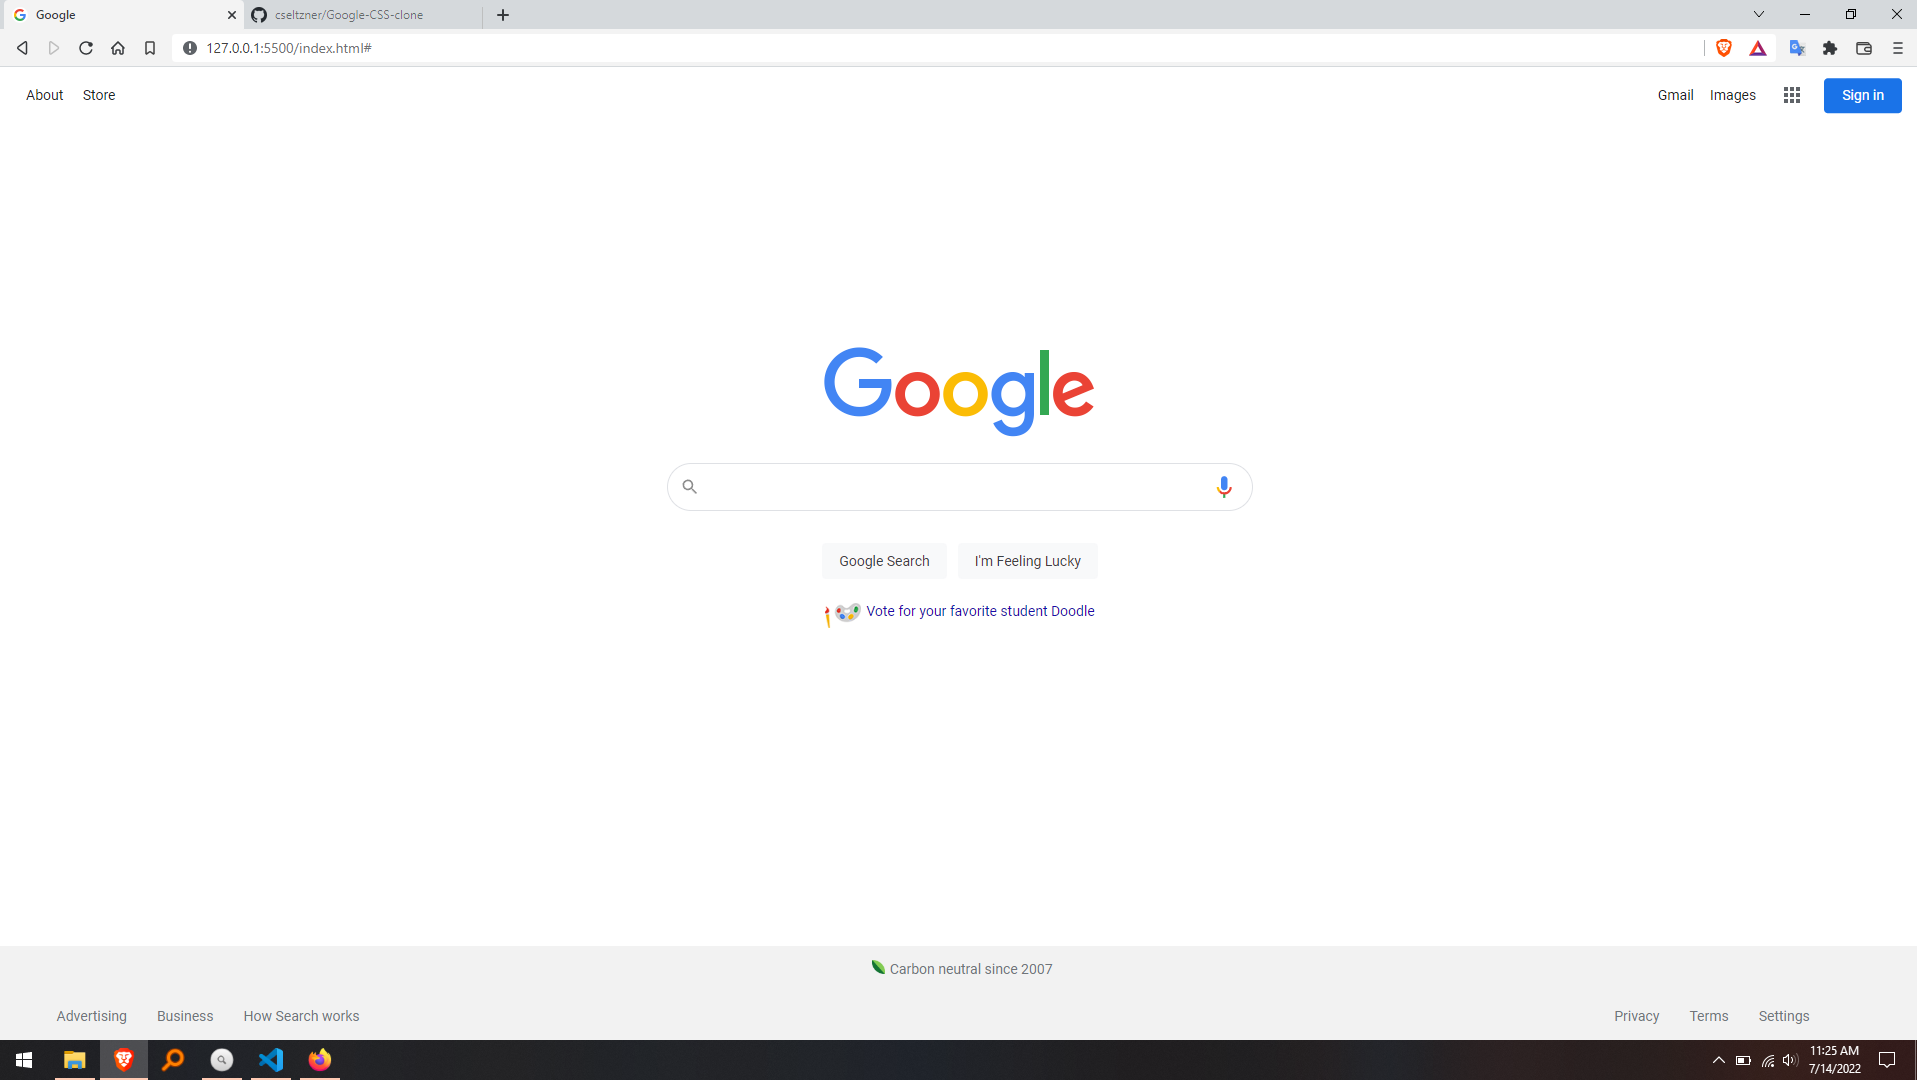 Google
cseltzner/Google-CSS-clone
127.0.0.1:5500/index.html#
About Store Gmail Images Sign in
Google
Google Search I'm Feeling Lucky
Vote for your favorite student Doodle
Carbon neutral since 2007
Advertising Business How Search works Privacy Terms Settings
11:25 AM
7/14/2022